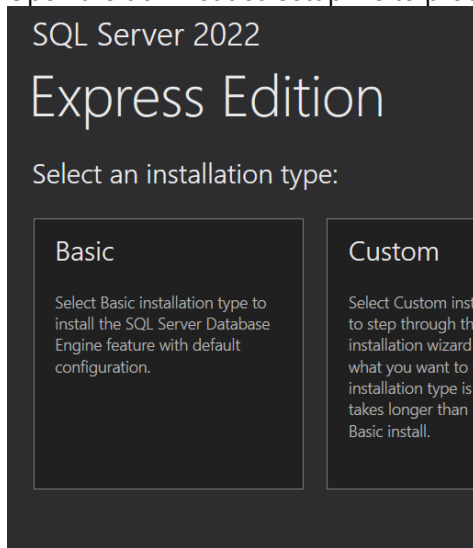 SQL Server 2022
Express Edition
Select an installation type:
Basic
Select Basic installation type to
install the SQL Server Database
Engine feature with default
configuration.
Custom
Select Custom
to step through
installation wizard
what you want to
installation type is
takes longer than
Basic install.